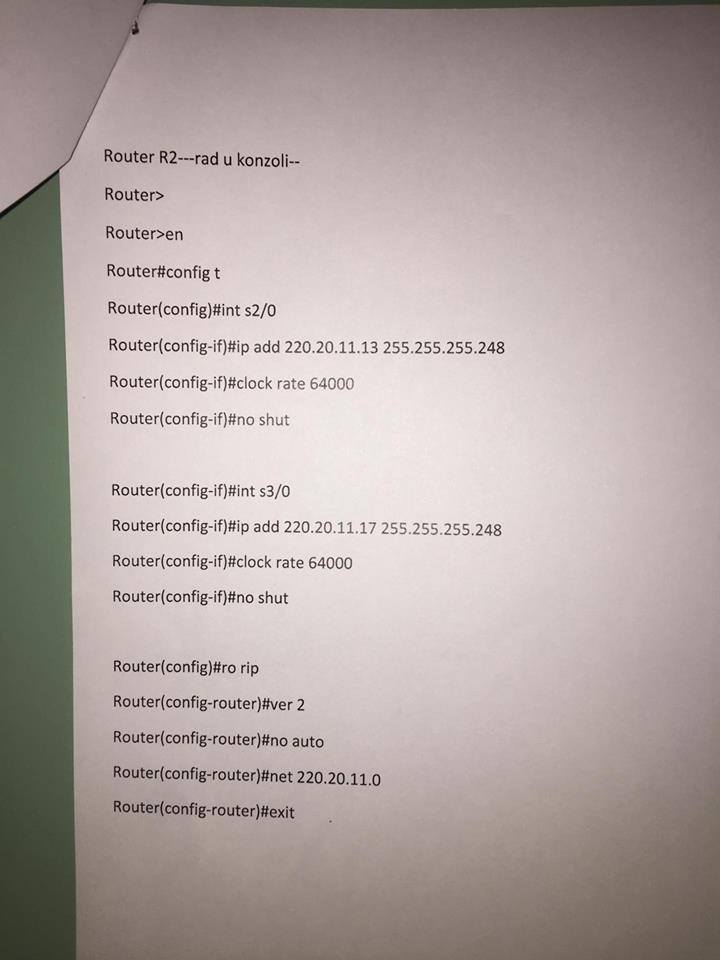 Router R2---rad u konzoli--
Router>
Router>en
Router#config t
Router(config)#int s2/0
Router(config-if)#ip add 220.20.11.13 255.255.255.248
Router(config-if)#clock rate 64000
Router(config-if)#no shut
Router(config-if)#int s3/0
Router(config-if)#ip add 220.20.11.17 255.255.255.248
Router(config-if)#clock rate 64000
Router(config-if)#no shut
Router(config)#ro rip
Router(config-router)#ver 2
Router(config-router)#no auto
Router(config-router)#net 220.20.11.0
Router(config-router)#exit